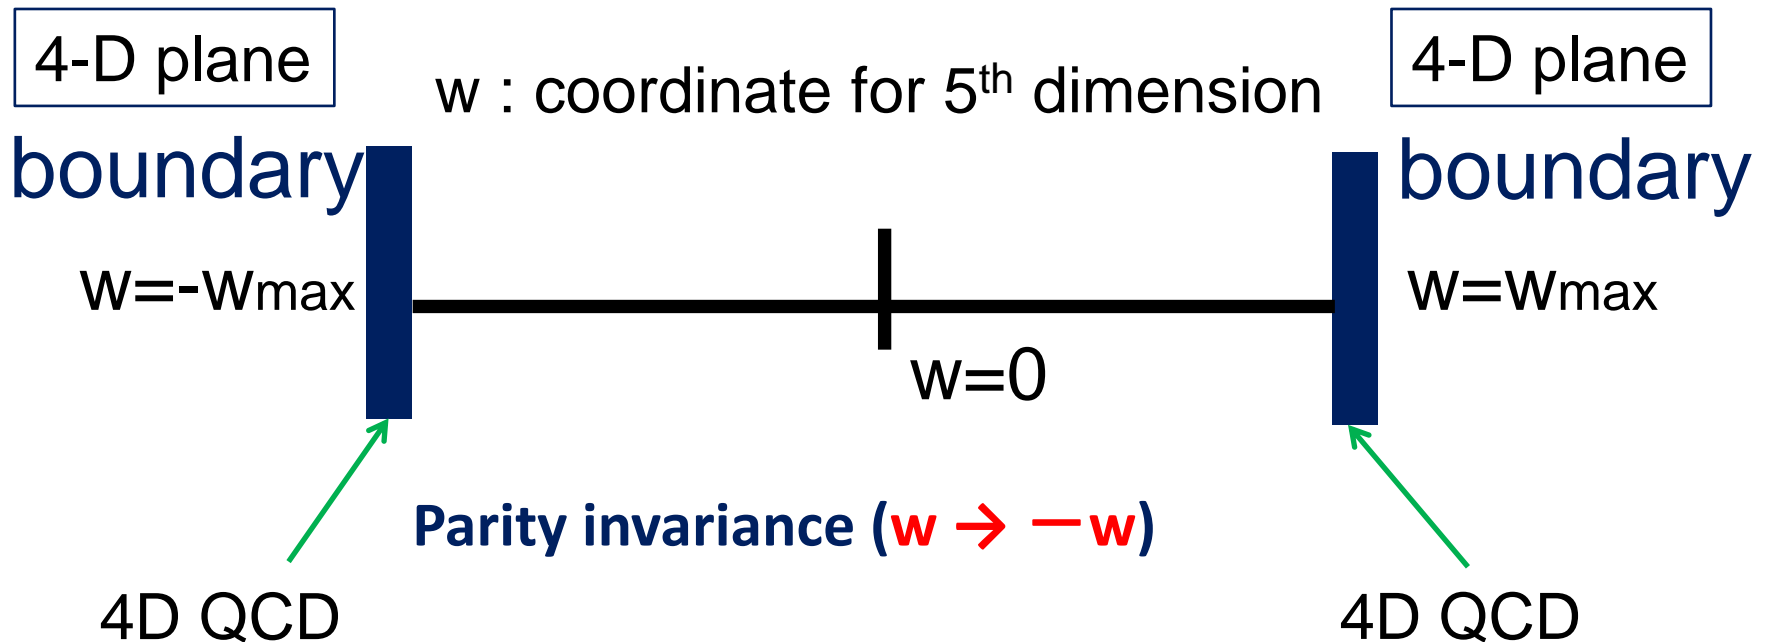 4-D plane
4-D plane
w : coordinate for 5th dimension
boundary
boundary
w=-wmax
w=wmax
w=0
Parity invariance (w → －w)
4D QCD
4D QCD